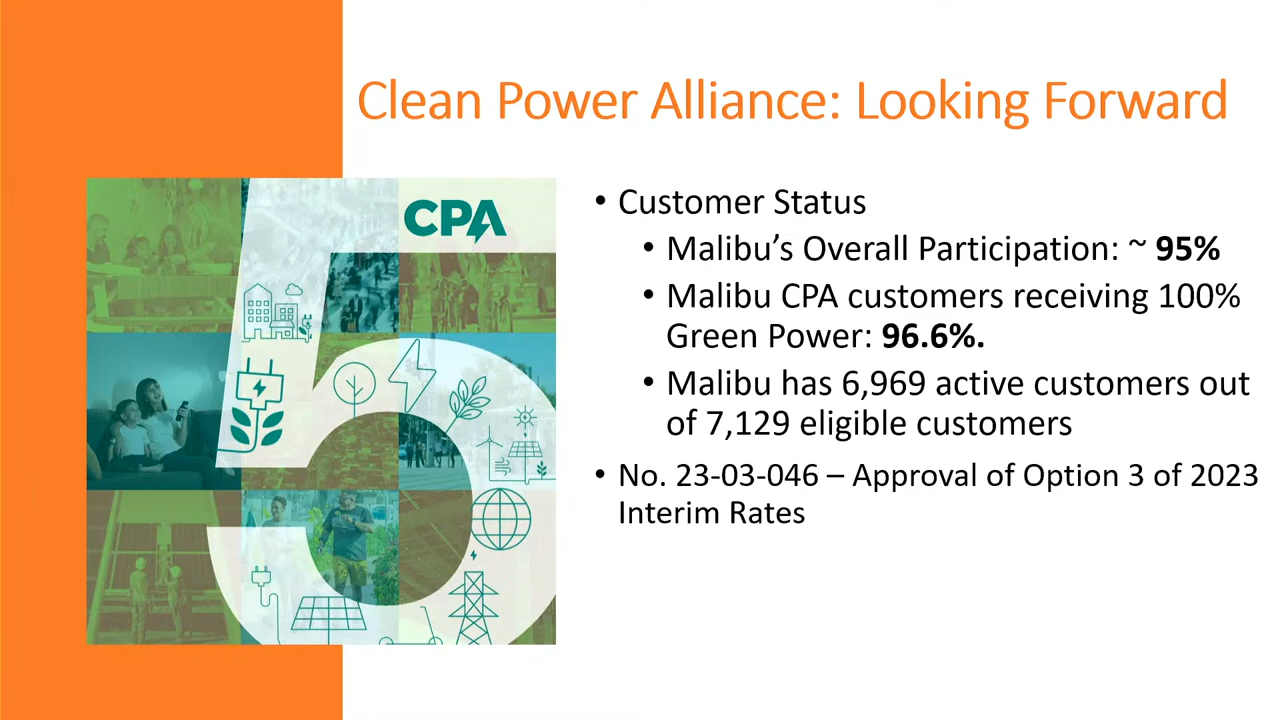 Clean Power Alliance: Looking Forward
CPA
• Customer Status
• Malibu’s Overall Participation: ~ 95%
• Malibu CPA customers receiving 100%
Green Power: 96.6%.
• Malibu has 6,969 active customers out
of 7,129 eligible customers
• No. 23-03-046 – Approval of Option 3 of 2023
Interim Rates
5